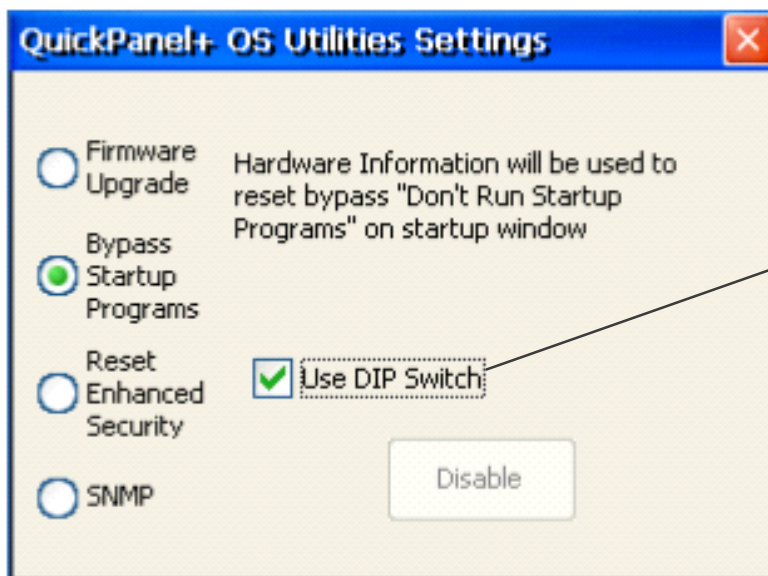 QuickPanel+ OS Utilities Settings
Firmware
Upgrade
Bypass
Startup
Programs
Reset
Enhanced
Security
SNMP
Hardware Information will be used to
reset bypass "Don't Run Startup
Programs" on startup window
Use DIP Switch
Disable